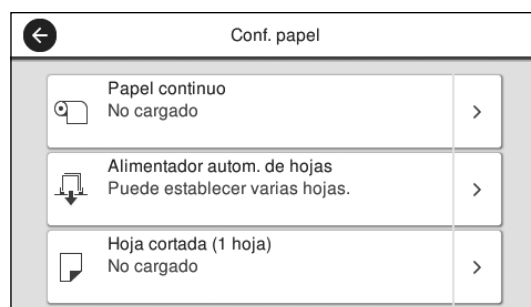 Conf. papel
Papel continuo
No cargado
Alimentador autom. de hojas
Puede establecer varias hojas.
Hoja cortada (1 hoja)
No cargado